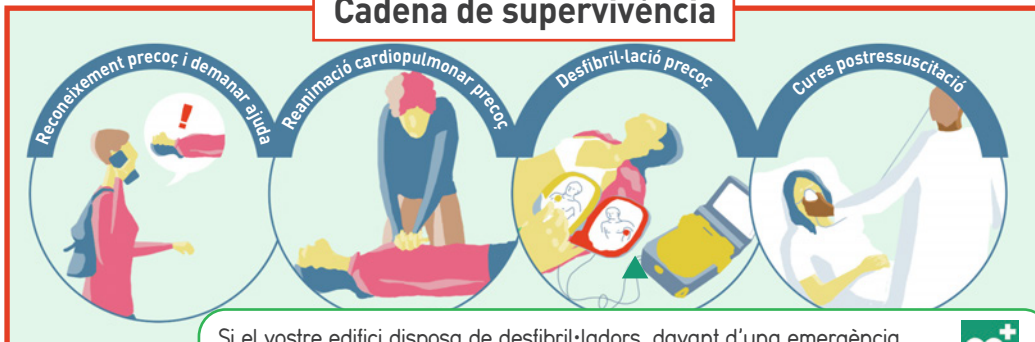 Cadena de supervivència
Reconeixement precoç i demanar ajuda
Reanimació cardiopulmonar precoç
Desfibril·lació precoç
Cures postressuscitació
Si el vostre edifici disposa de desfibril·ladors, davant d'una emergència